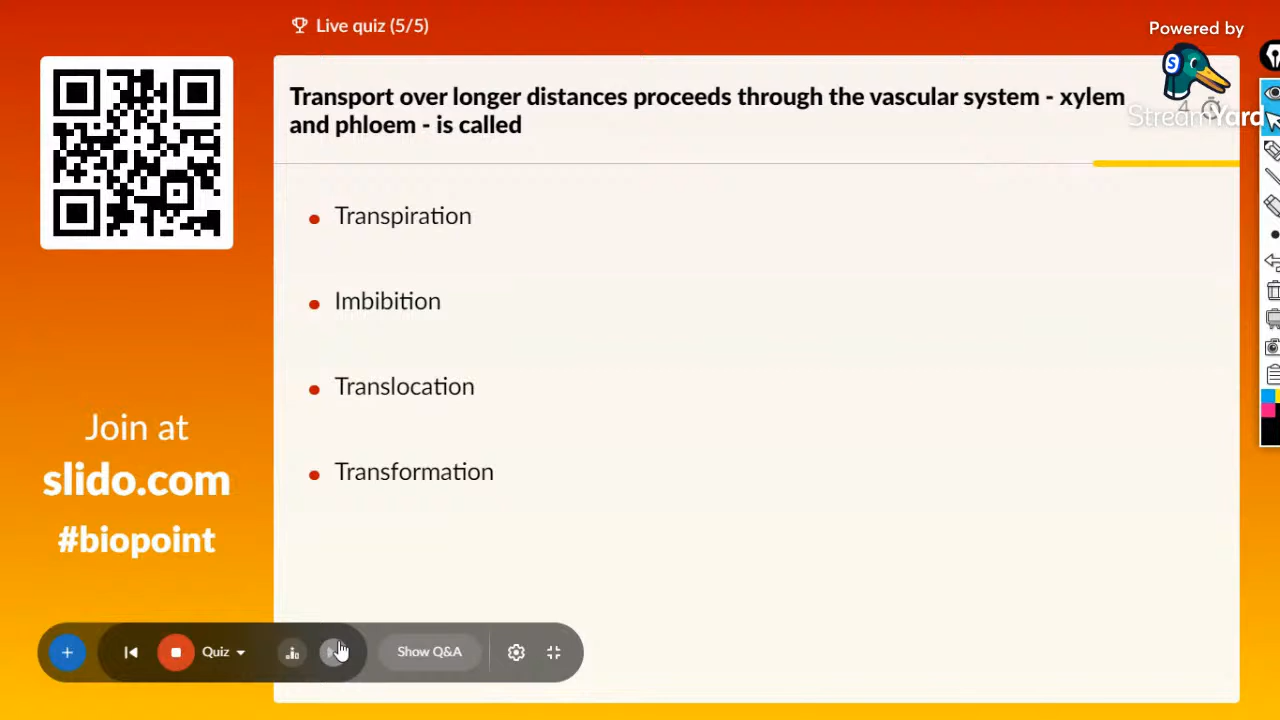 Live quiz (5/5)
Powered by
StreamYard
Transport over longer distances proceeds through the vascular system - xylem
and phloem - is called
4
Transpiration
Imbibition
Translocation
Transformation
Join at
slido.com
#biopoint
Quiz
Show Q&A